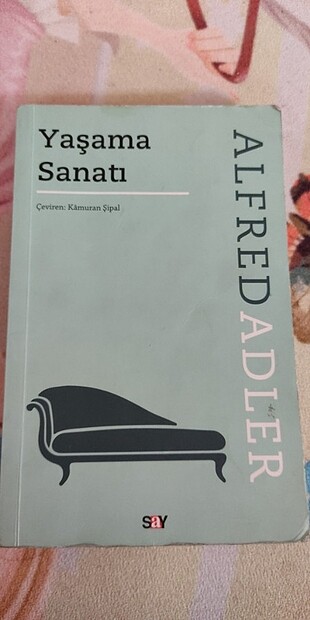 Yaşama
Sanatı
Çeviren: Kâmuran Şipal
ALFRED ADLER
SAY